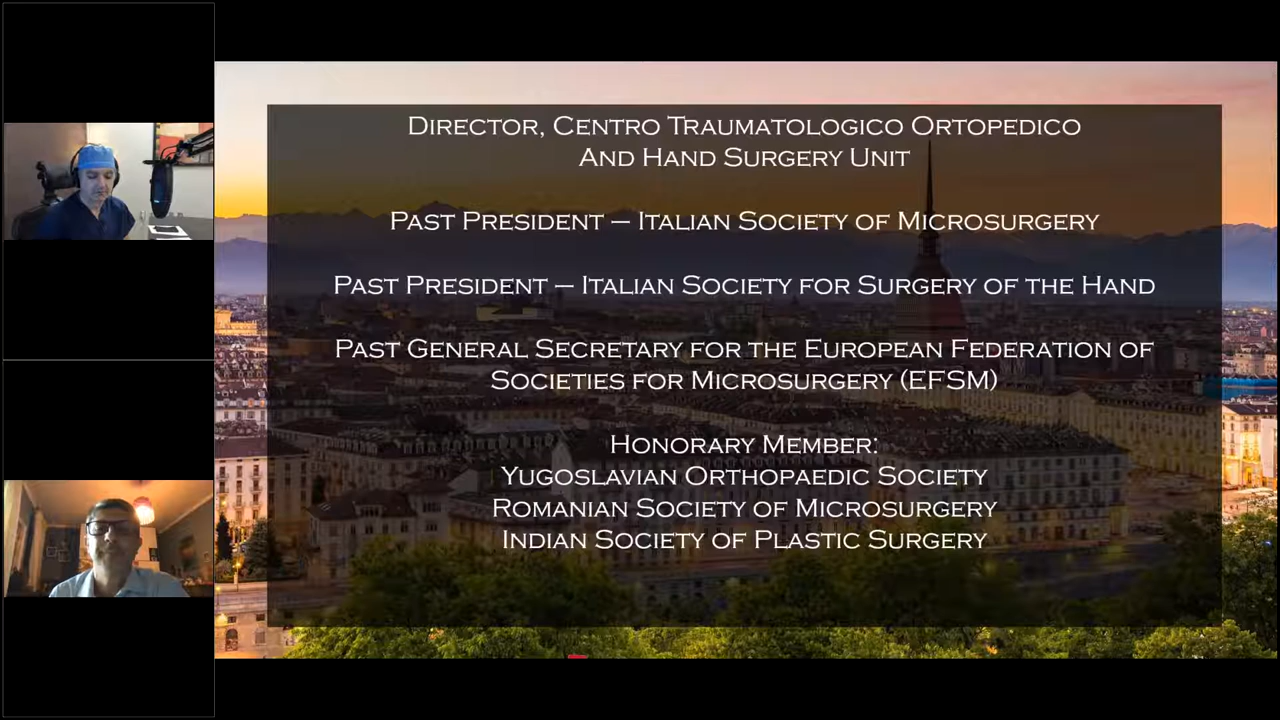 DIRECTOR, CENTRO TRAUMATOLOGICO ORTOPEDICO
AND HAND SURGERY UNIT
PAST PRESIDENT – ITALIAN SOCIETY OF MICROSURGERY
PAST PRESIDENT – ITALIAN SOCIETY FOR SURGERY OF THE HAND
PAST GENERAL SECRETARY FOR THE EUROPEAN FEDERATION OF
SOCIETIES FOR MICROSURGERY (EFSM)
HONORARY MEMBER:
YUGOSLAVIAN ORTHOPAEDIC SOCIETY
ROMANIAN SOCIETY OF MICROSURGERY
INDIAN SOCIETY OF PLASTIC SURGERY